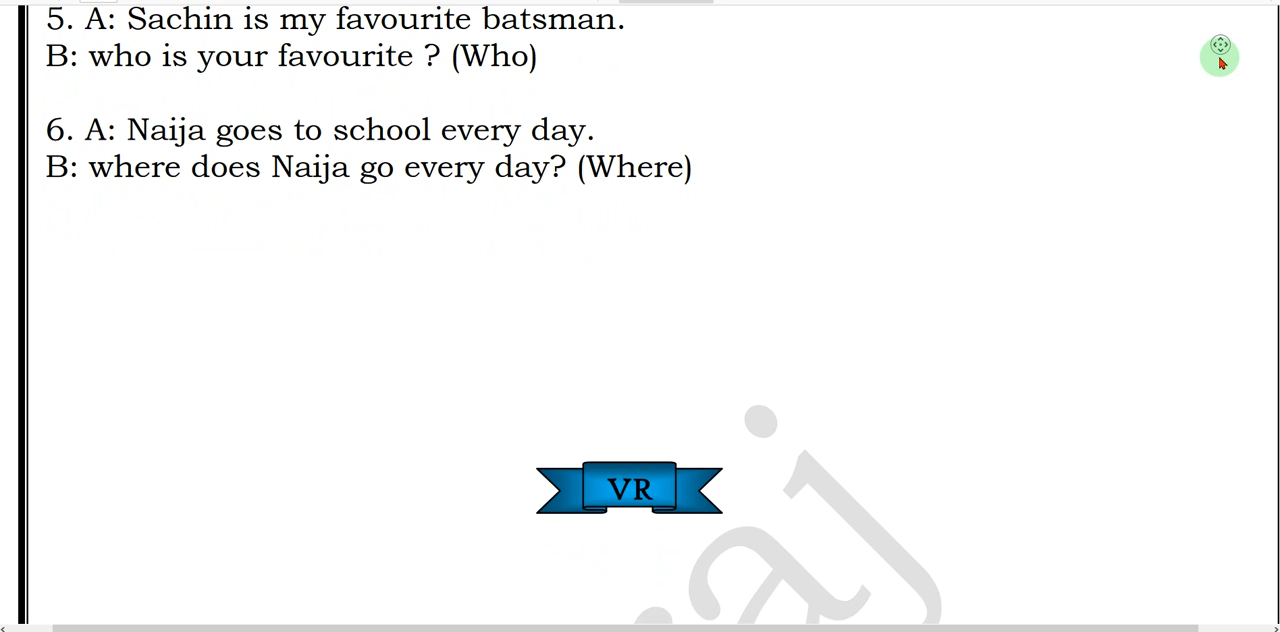 5. A: Sachin is my favourite batsman.
B: who is your favourite ? (Who)
6. A: Naija goes to school every day.
B: where does Naija go every day? (Where)
VR
aj